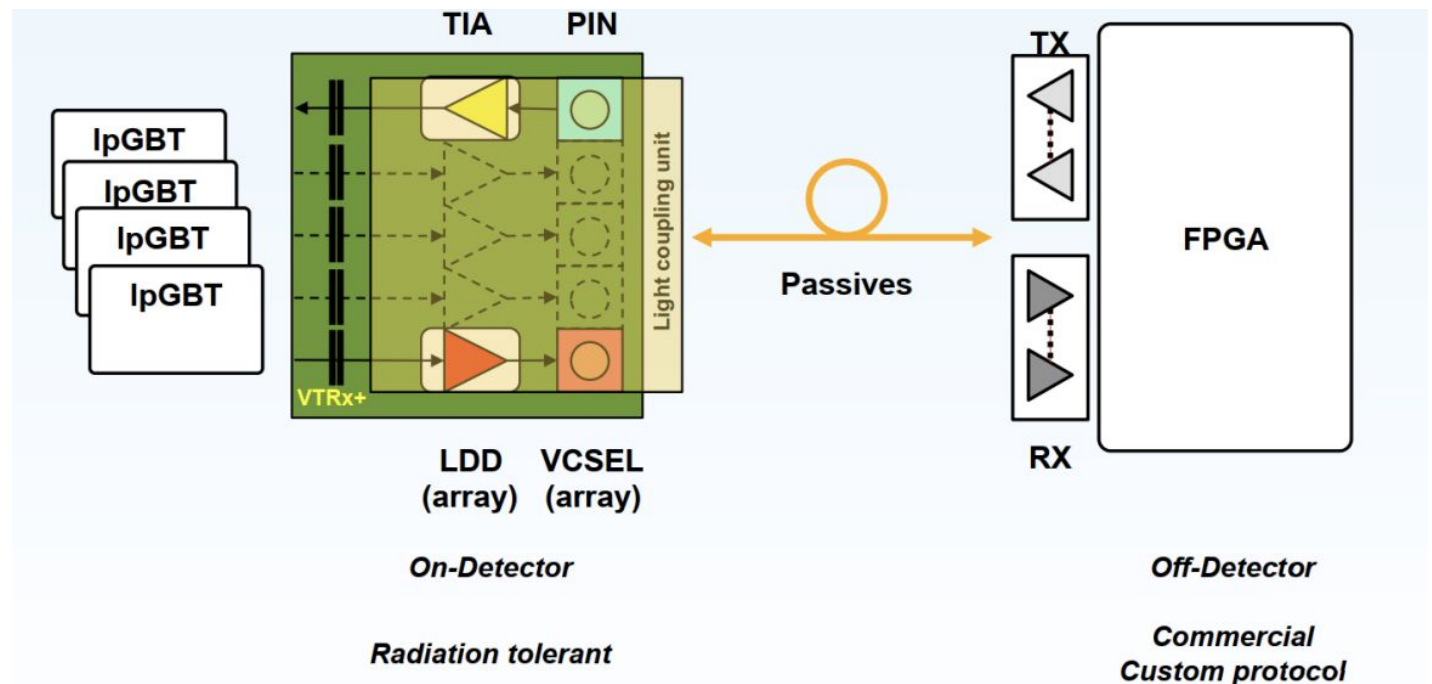 TIA PIN
TX
lpGBT
lpGBT
lpGBT
lpGBT
Light coupling unit
VTRx+
Passives
FPGA
RX
LDD
(array)
VCSEL
(array)
On-Detector
Off-Detector
Radiation tolerant
Commercial
Custom protocol